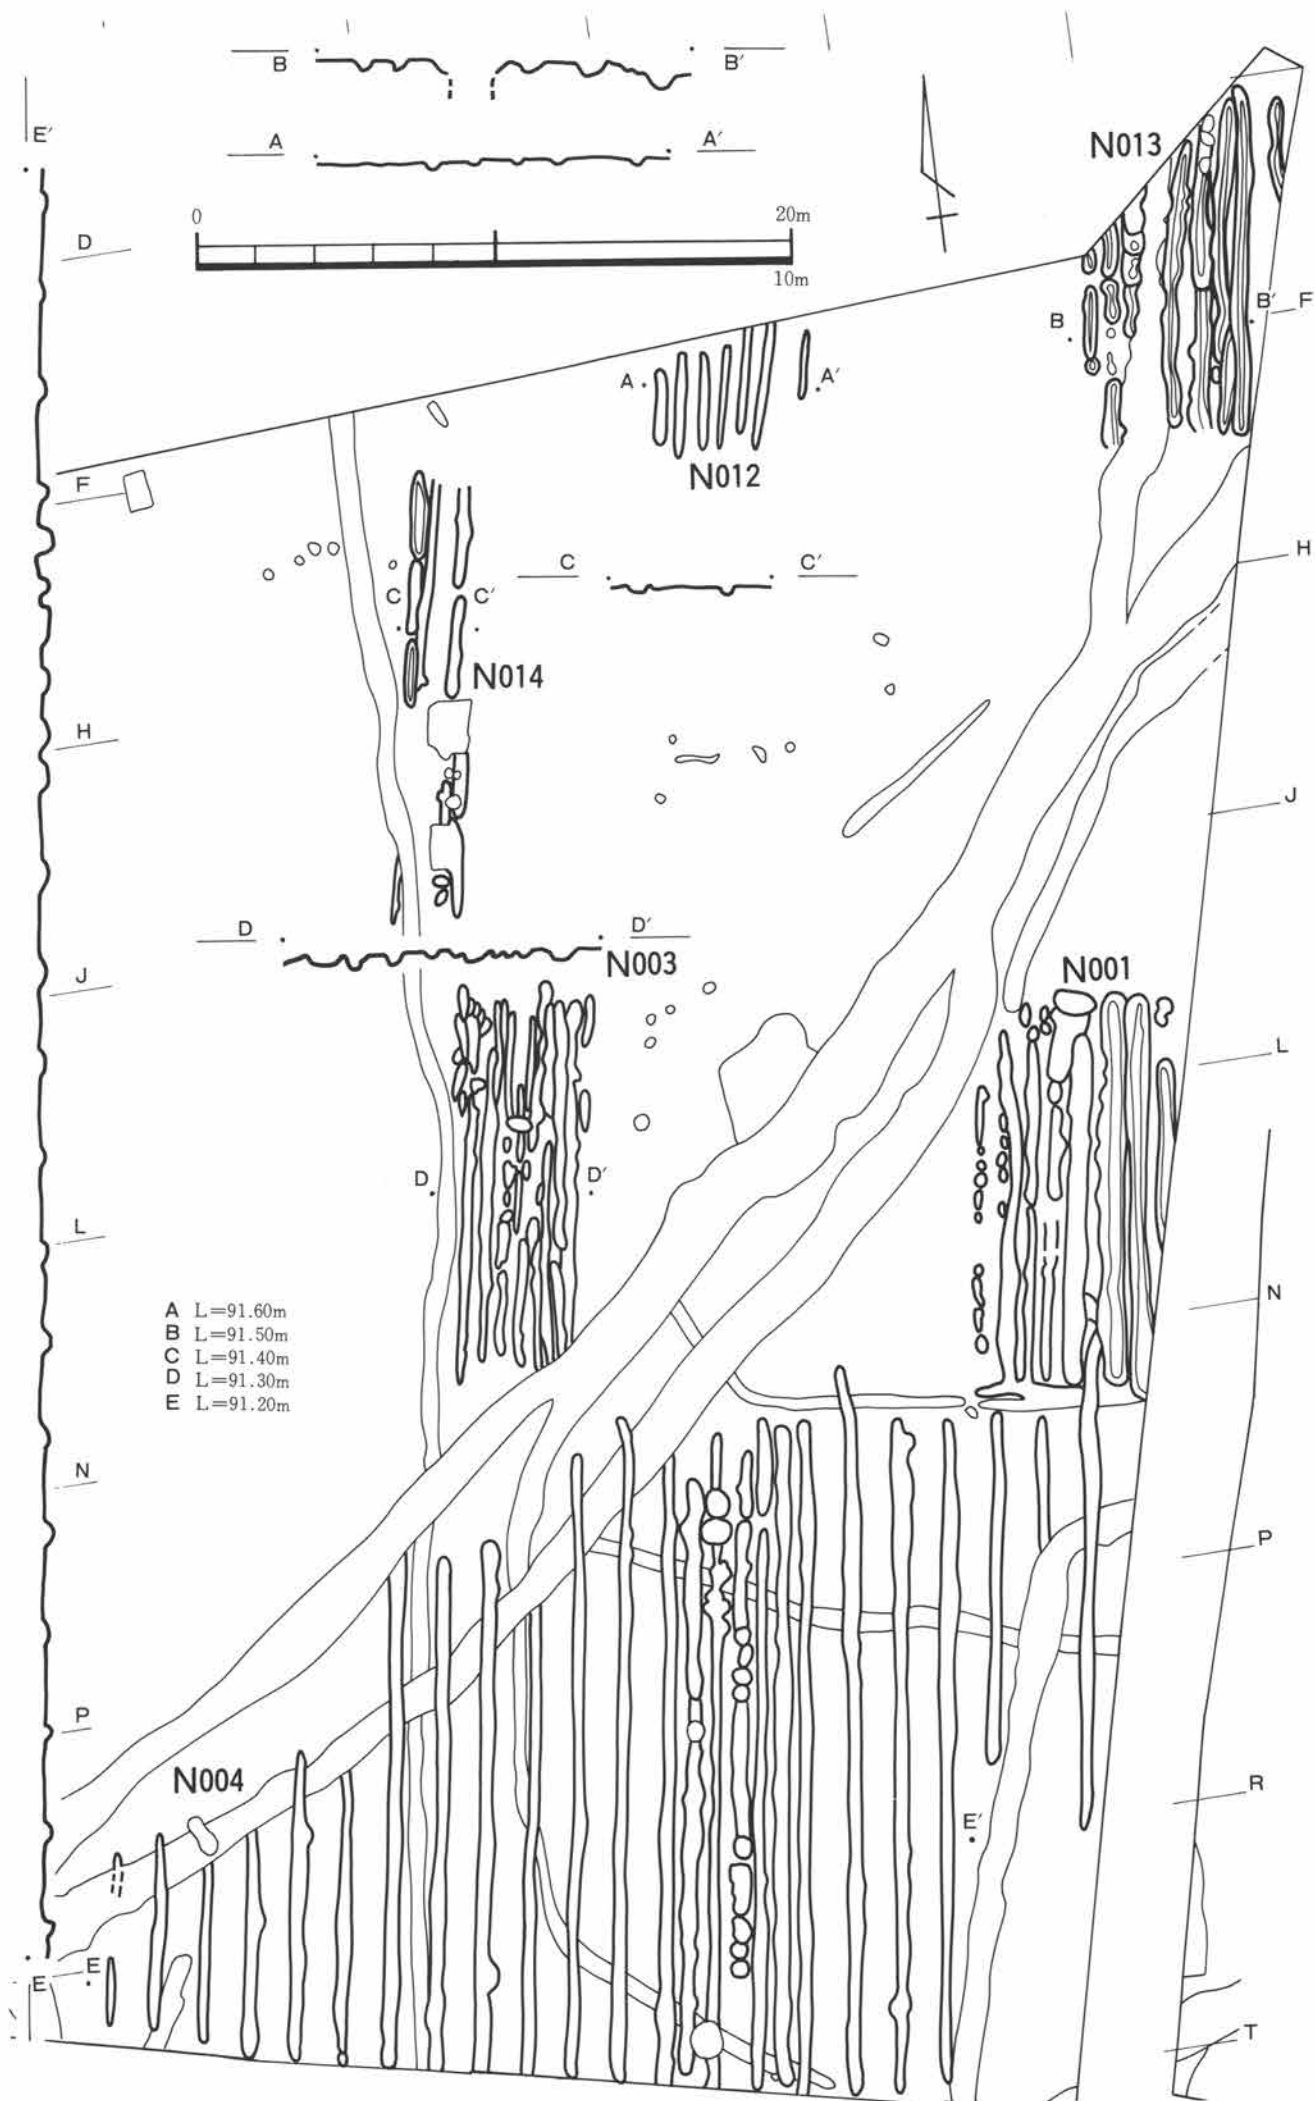 B B′
E′
A A′
N013
0 20m
D
10m
B B′ F
A A′
N012
F
C C′
H
C C′
N014
H
J
D D′
N003
J
N001
L
D D′
L
N
A L=91.60m
B L=91.50m
C L=91.40m
D L=91.30m
E L=91.20m
N
P
P
N004
R
E′
E E
T